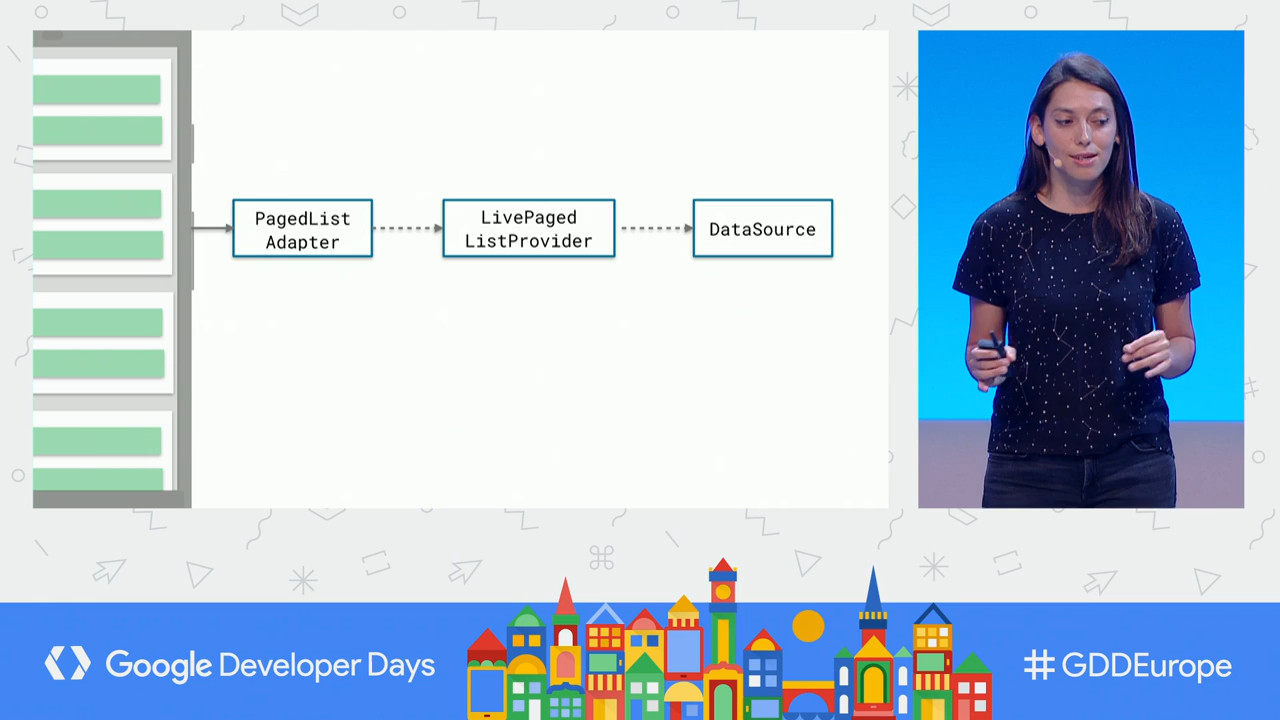 PagedList
Adapter
LivePaged
ListProvider
DataSource
Google Developer Days
#GDDEurope